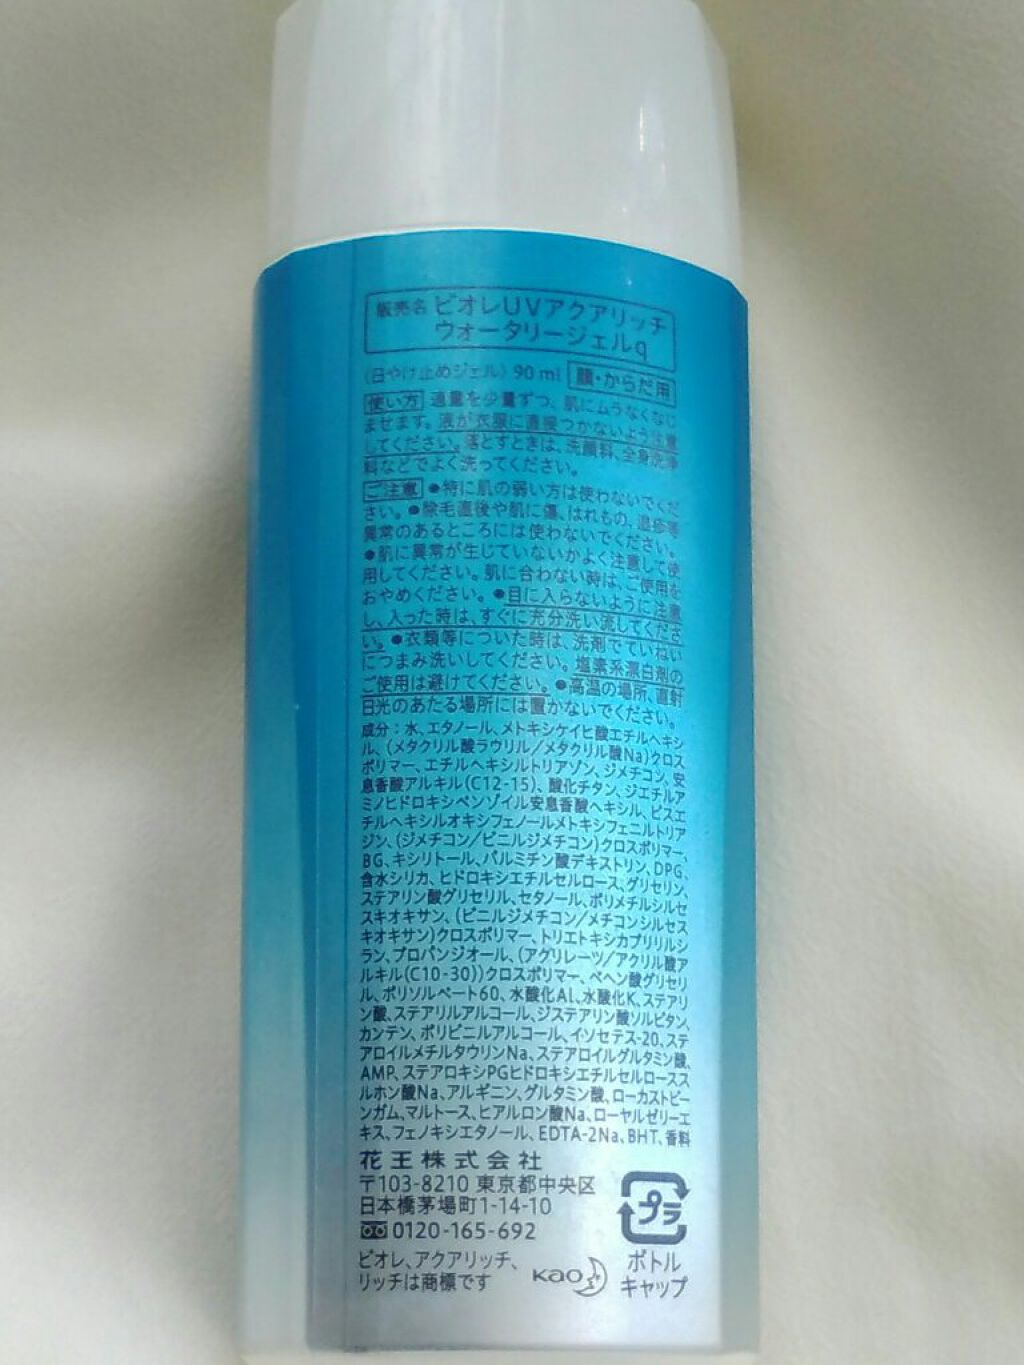 販売名 ビオレUVアクアリッチ
ウォータリージェルq
(日やけ止めジェル) 90ml 顔・からだ用
使い方 適量を少量ずつ、肌にムラなくなじ
ませます。液が衣服に直接つかないよう注意
してください。落とすときは、洗顔料、全身洗浄
料などでよく洗ってください。
ご注意 ●特に肌の弱い方は使わないでくだ
さい。●除毛直後や肌に傷、はれもの、湿疹等
異常のあるところには使わないでください。
●肌に異常が生じていないかよく注意して使
用してください。肌に合わない時は、ご使用を
おやめください。●目に入らないように注意
し、入った時は、すぐに充分洗い流してくださ
い。●衣類等についた時は、洗剤でていねい
につまみ洗いしてください。塩素系漂白剤の
ご使用は避けてください。●高温の場所、直射
日光のあたる場所には置かないでください。
成分：水、エタノール、メトキシケイヒ酸エチルヘキシ
ル、(メタクリル酸ラウリル／メタクリル酸Na)クロス
ポリマー、エチルヘキシルトリアゾン、ジメチコン、安
息香酸アルキル(C12-15)、酸化チタン、ジエチルア
ミノヒドロキシベンゾイル安息香酸ヘキシル、ビスエ
チルヘキシルオキシフェノールメトキシフェニルトリア
ジン、(ジメチコン／ビニルジメチコン)クロスポリマー、
BG、キシリトール、パルミチン酸デキストリン、DPG、
含水シリカ、ヒドロキシエチルセルロース、グリセリン、
ステアリン酸グリセリル、セタノール、ポリメチルシルセ
スキオキサン、(ビニルジメチコン／メチコンシルセス
キオキサン)クロスポリマー、トリエトキシカプリリルシ
ラン、プロパンジオール、(アクリレーツ／アクリル酸ア
ルキル(C10-30))クロスポリマー、ベヘン酸グリセリ
ル、ポリソルベート60、水酸化Al、水酸化K、ステアリ
ン酸、ステアリルアルコール、ジステアリン酸ソルビタン、
カンテン、ポリビニルアルコール、イソセテス-20、ステ
アロイルメチルタウリンNa、ステアロイルグルタミン酸、
AMP、ステアロキシPGヒドロキシエチルセルロースス
ルホン酸Na、アルギニン、グルタミン酸、ローカストビー
ンガム、マルトース、ヒアルロン酸Na、ローヤルゼリーエ
キス、フェノキシエタノール、EDTA-2Na、BHT、香料
花王株式会社
〒103-8210 東京都中央区
日本橋茅場町1-14-10
0120-165-692
ビオレ、アクアリッチ、
リッチは商標です
Kao
プラ
ボトル
キャップ